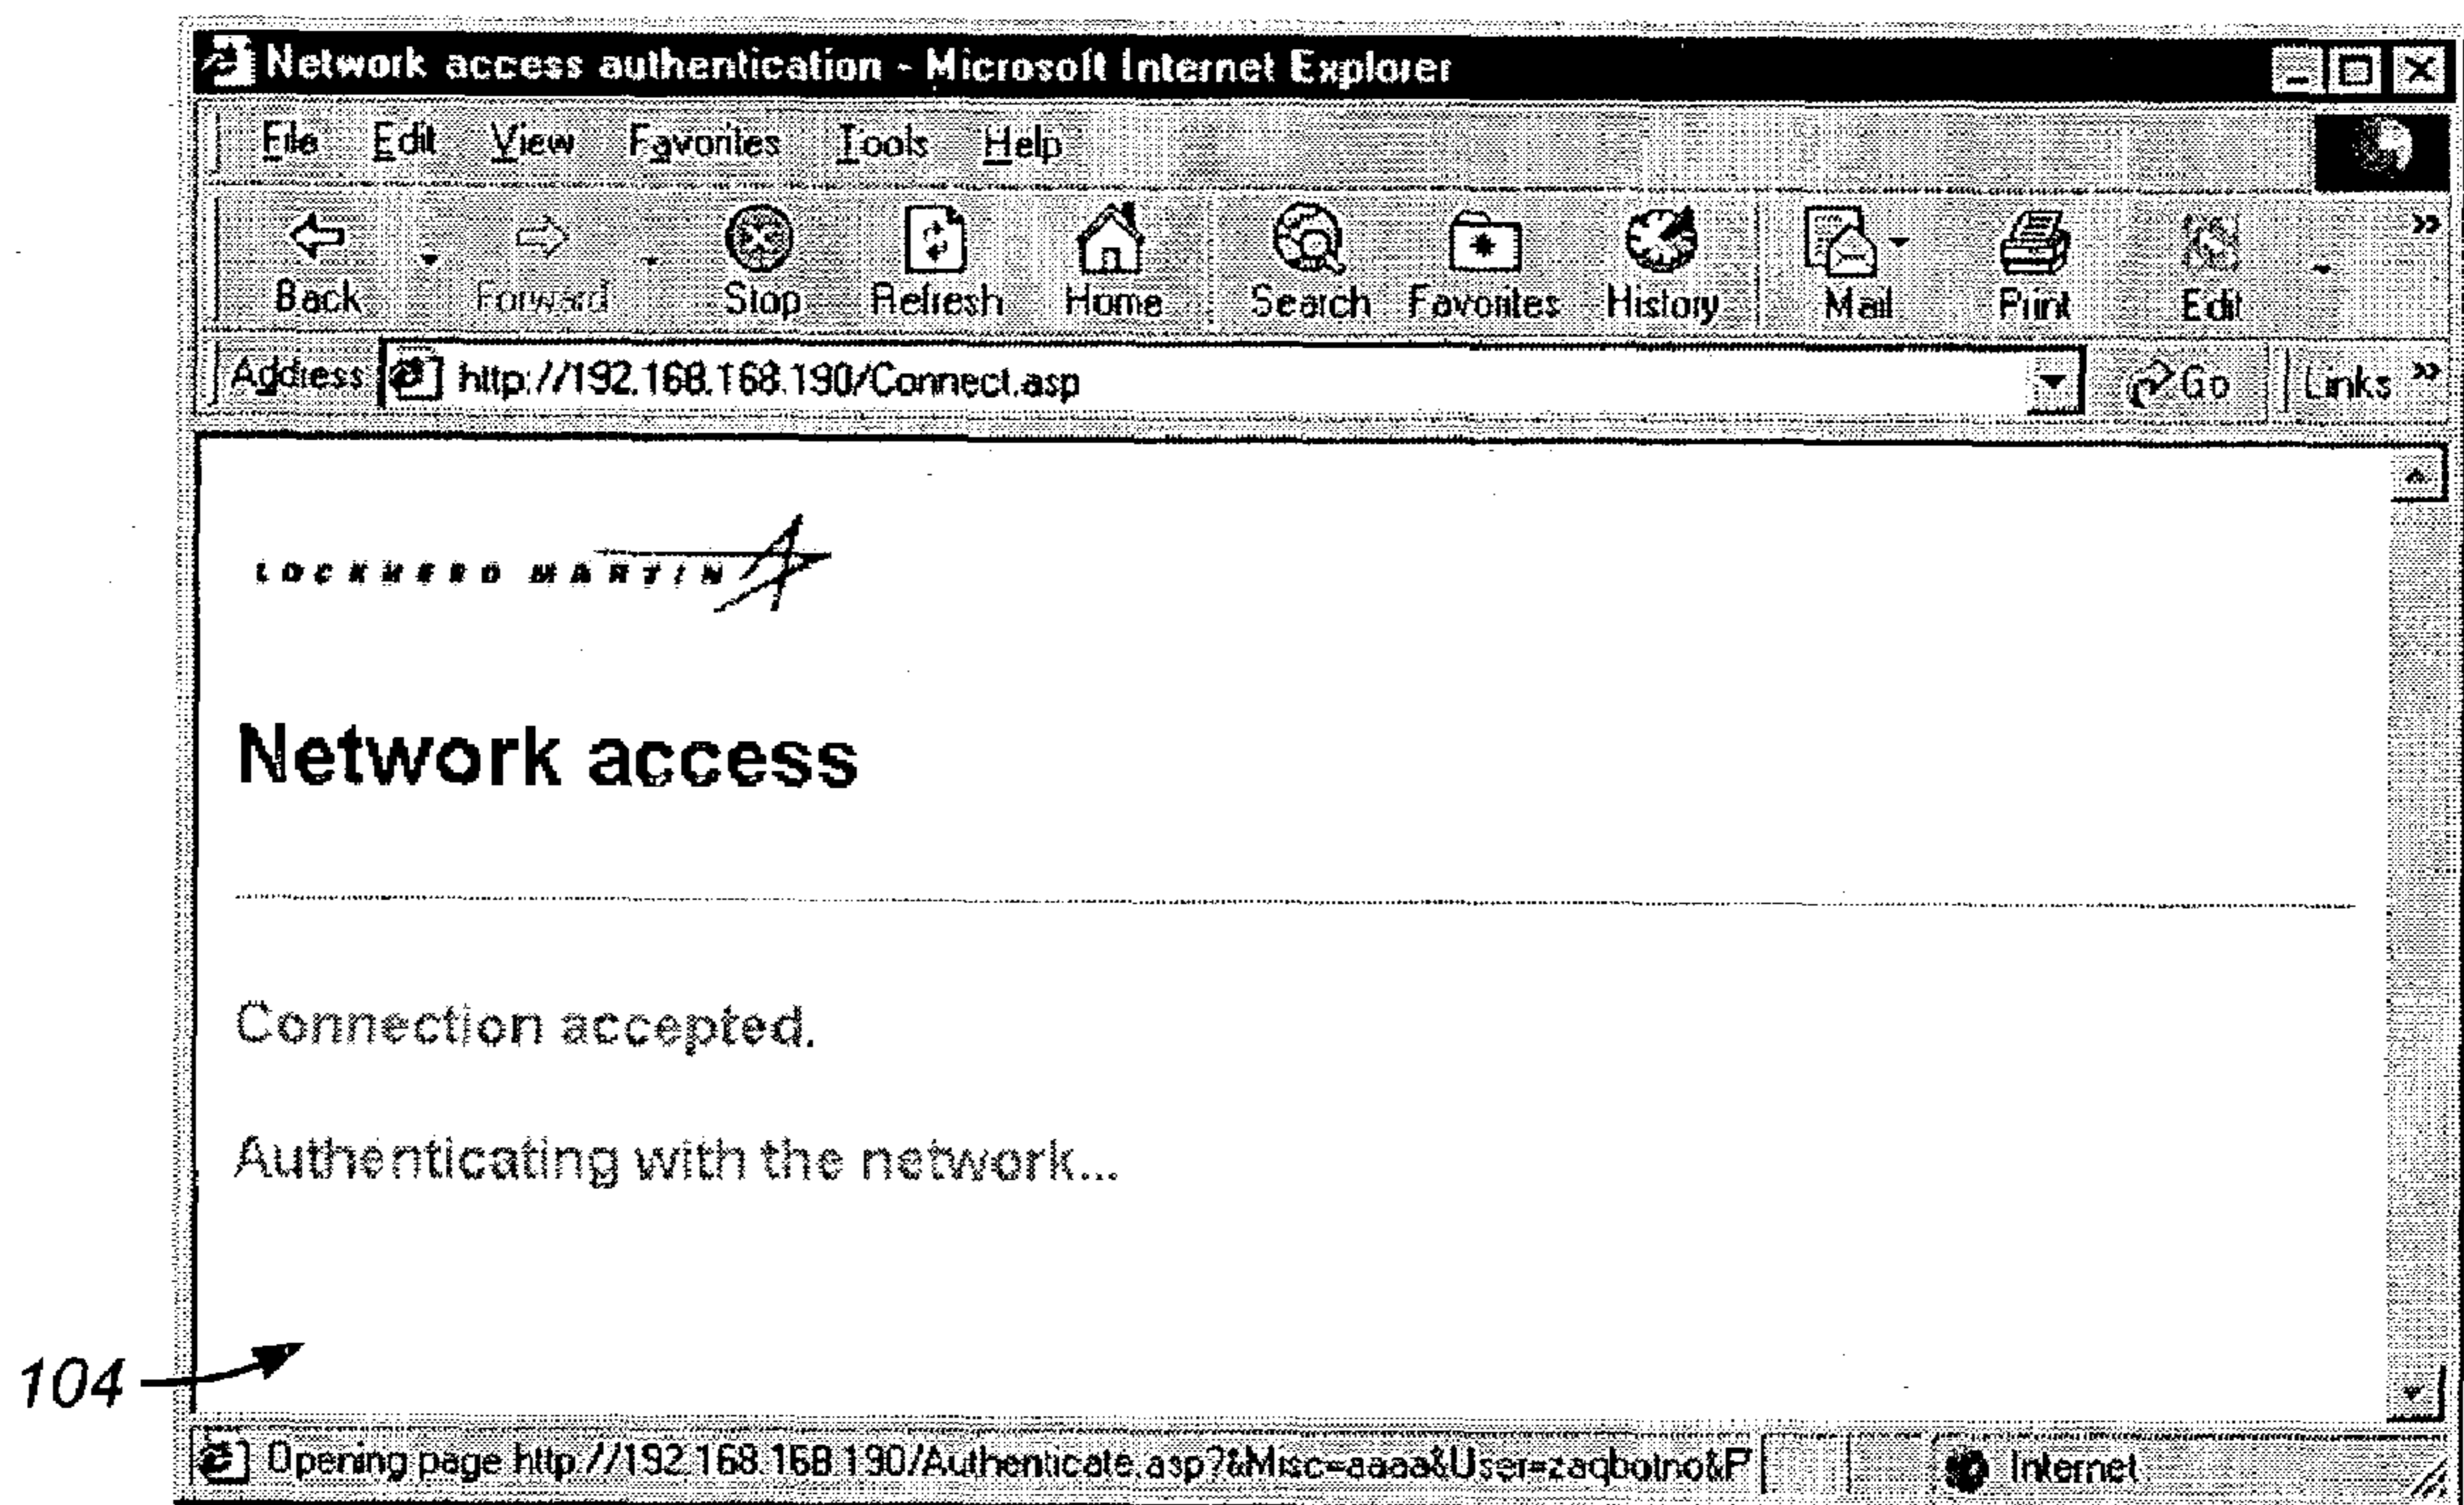 Network access authentication - Microsoft Internet Explorer
File Edit View Favorites Tools Help
Back Forward Stop Refresh Home Search Favorites History Mail Print Edit »
Address http://192.168.168.190/Connect.asp Go Links »
LOCKHEED MARTIN
Network access
Connection accepted.
Authenticating with the network...
104
Opening page http://192.168.168.190/Authenticate.asp?&Misc=aaaa&User=zaqbotno&P Internet